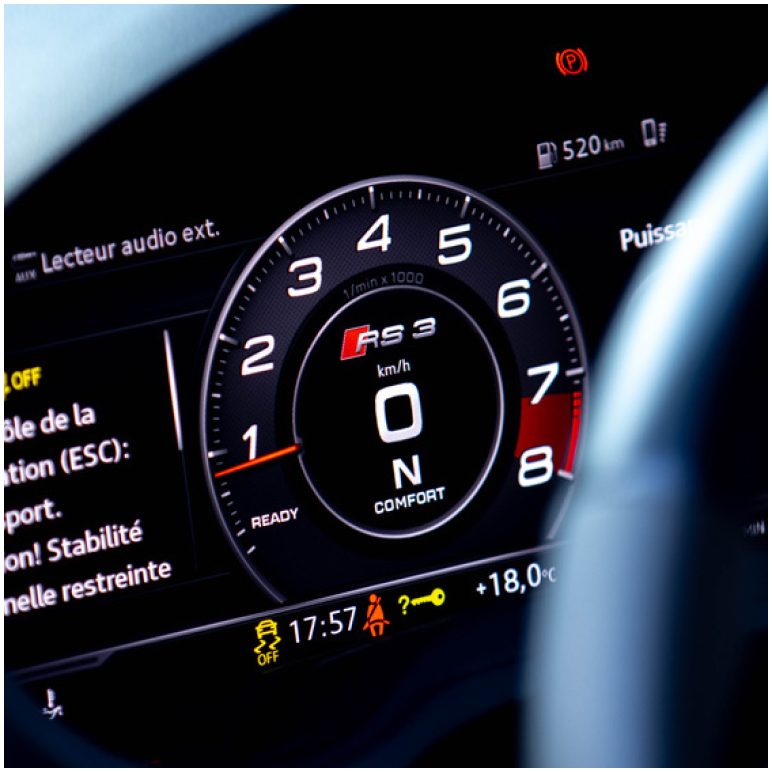 P
520 km
Lecteur audio ext.
AUX
Puissa
1 2 3 4 5 6 7 8
1/min x 1000
RS 3
km/h
0
N
COMFORT
READY
OFF
ôle de la
ation (ESC):
port.
on! Stabilité
nelle restreinte
OFF
17:57
?
+18,0°C